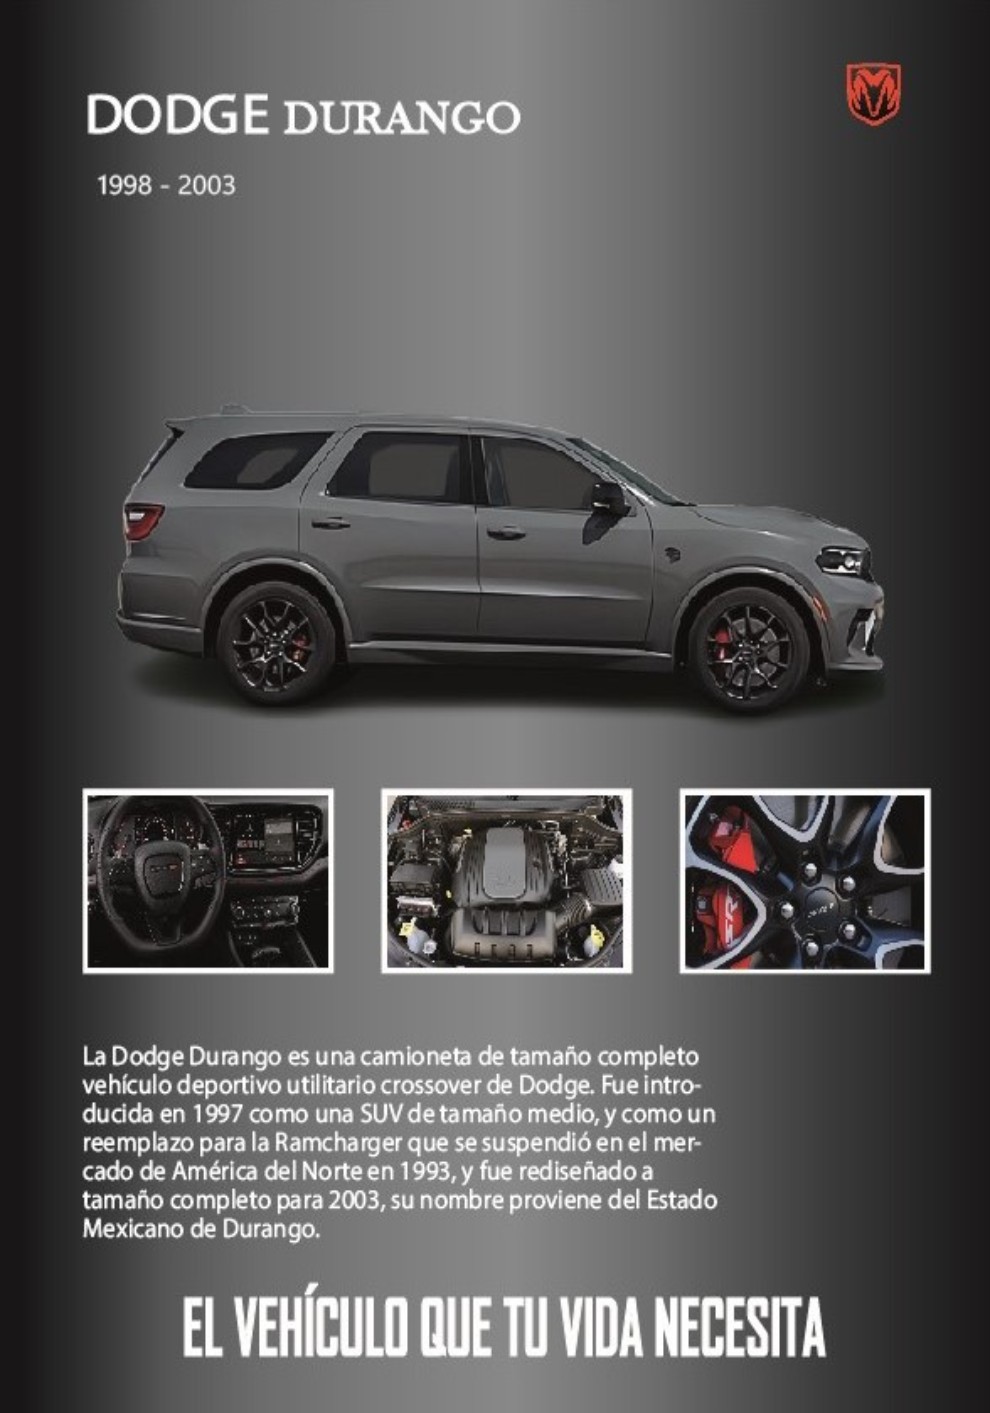 DODGE DURANGO
1998 - 2003
La Dodge Durango es una camioneta de tamaño completo
vehículo deportivo utilitario crossover de Dodge. Fue intro-
ducida en 1997 como una SUV de tamaño medio, y como un
reemplazo para la Ramcharger que se suspendió en el mer-
cado de América del Norte en 1993, y fue rediseñado a
tamaño completo para 2003, su nombre proviene del Estado
Mexicano de Durango.
EL VEHÍCULO QUE TU VIDA NECESITA